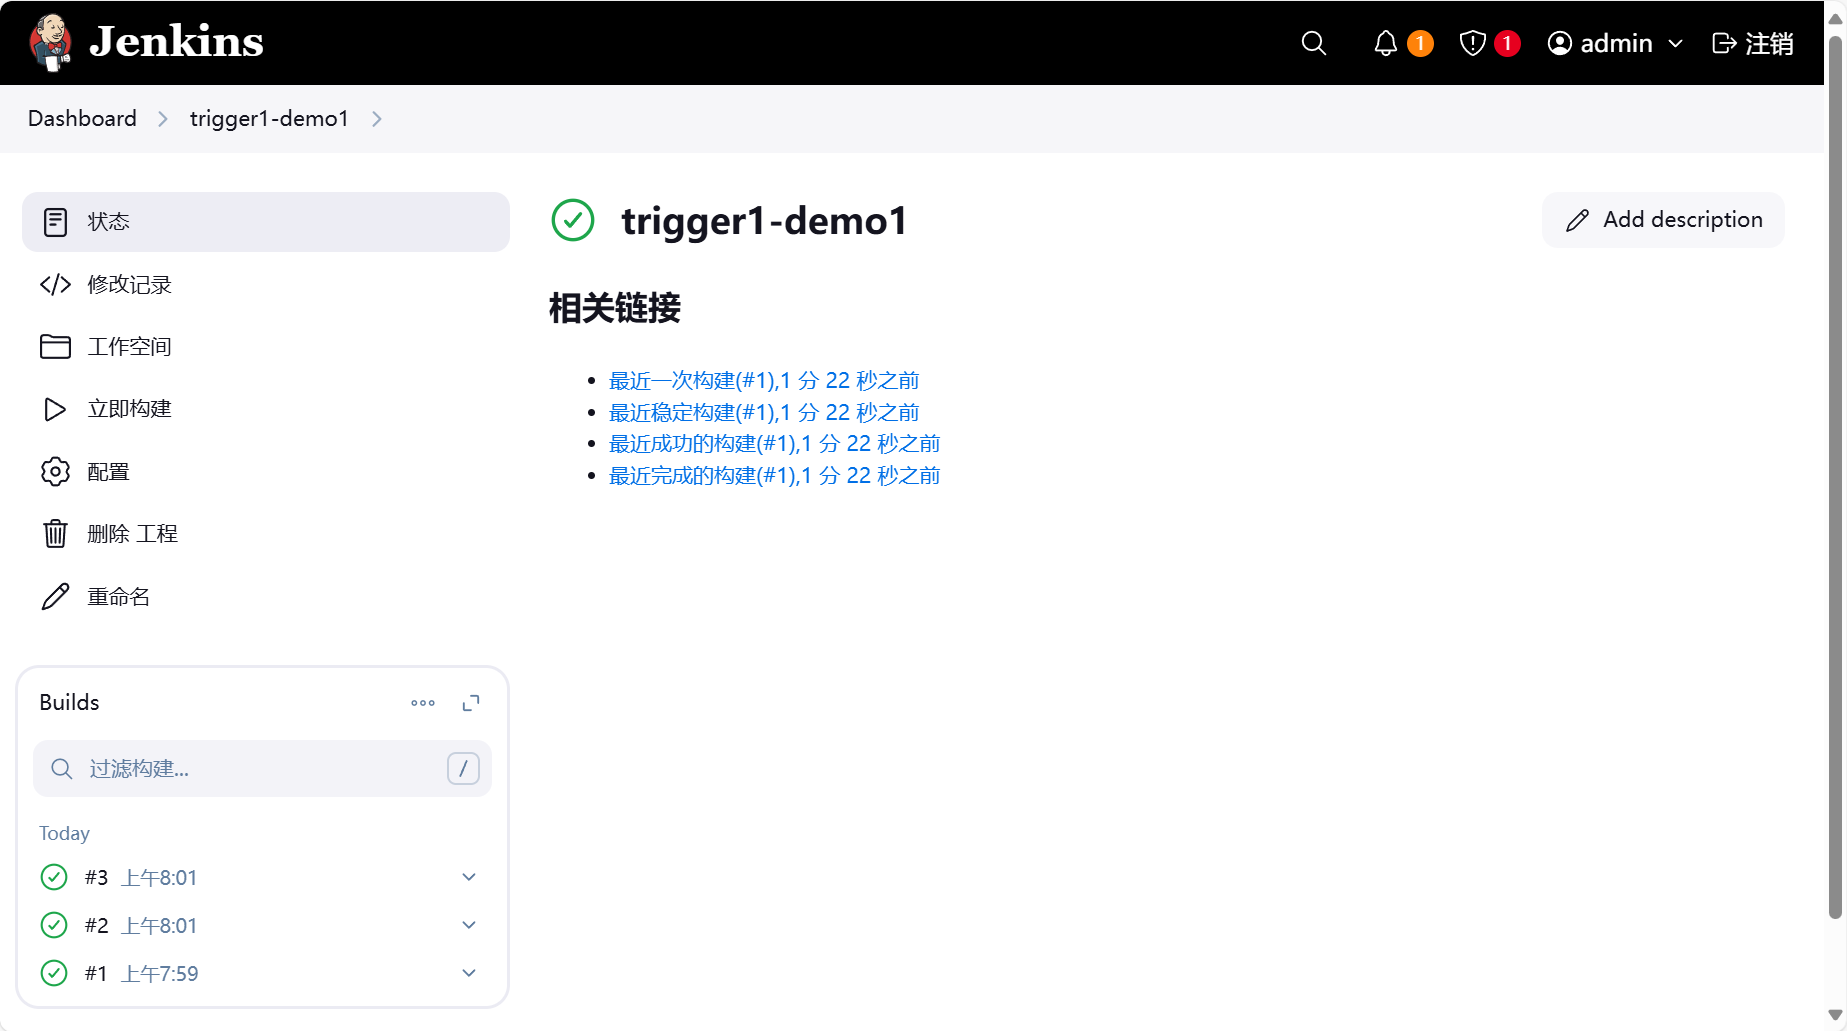 Jenkins
1
1
admin
注销
Dashboard
trigger1-demo1
状态
修改记录
工作空间
立即构建
配置
删除 工程
重命名
trigger1-demo1
Add description
相关链接
最近一次构建(#1),1 分 22 秒之前
最近稳定构建(#1),1 分 22 秒之前
最近成功的构建(#1),1 分 22 秒之前
最近完成的构建(#1),1 分 22 秒之前
Builds
过滤构建...
/
Today
#3 上午8:01
#2 上午8:01
#1 上午7:59